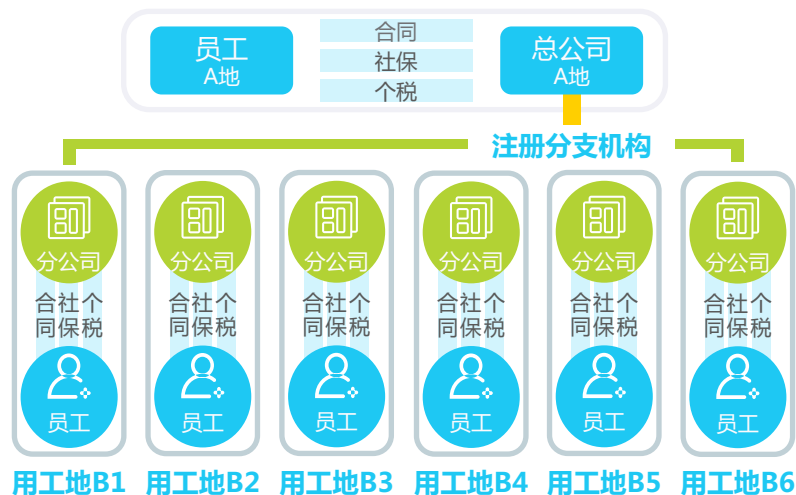 员工
A地
合同
社保
个税
总公司
A地
注册分支机构
分公司
合同
社保
个税
员工
用工地B1
分公司
合同
社保
个税
员工
用工地B2
分公司
合同
社保
个税
员工
用工地B3
分公司
合同
社保
个税
员工
用工地B4
分公司
合同
社保
个税
员工
用工地B5
分公司
合同
社保
个税
员工
用工地B6